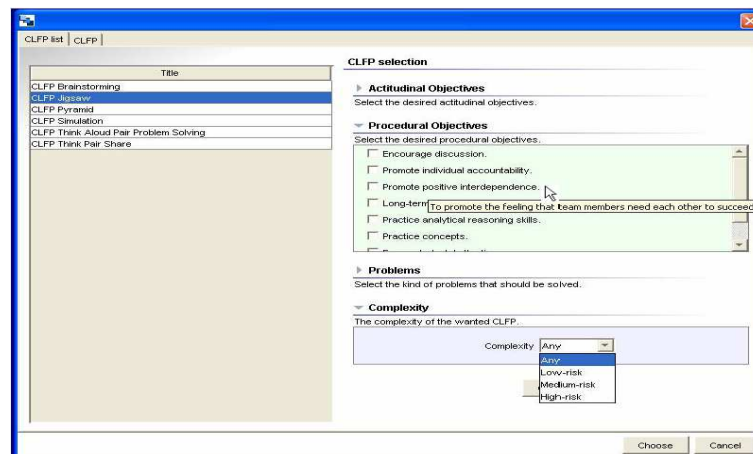 CLFP list CLFP
CLFP selection
Title
CLFP Brainstorming
CLFP Jigsaw
CLFP Pyramid
CLFP Simulation
CLFP Think Aloud Pair Problem Solving
CLFP Think Pair Share
Actitudinal Objectives
Select the desired actitudinal objectives.
Procedural Objectives
Select the desired procedural objectives.
Encourage discussion.
Promote individual accountability.
Promote positive interdependence.
Long-term
To promote the feeling that team members need each other to succeed
Practice analytical reasoning skills.
Practice concepts.
Problems
Select the kind of problems that should be solved.
Complexity
The complexity of the wanted CLFP.
Complexity Any
Any
Low-risk
Medium-risk
High-risk
Choose Cancel